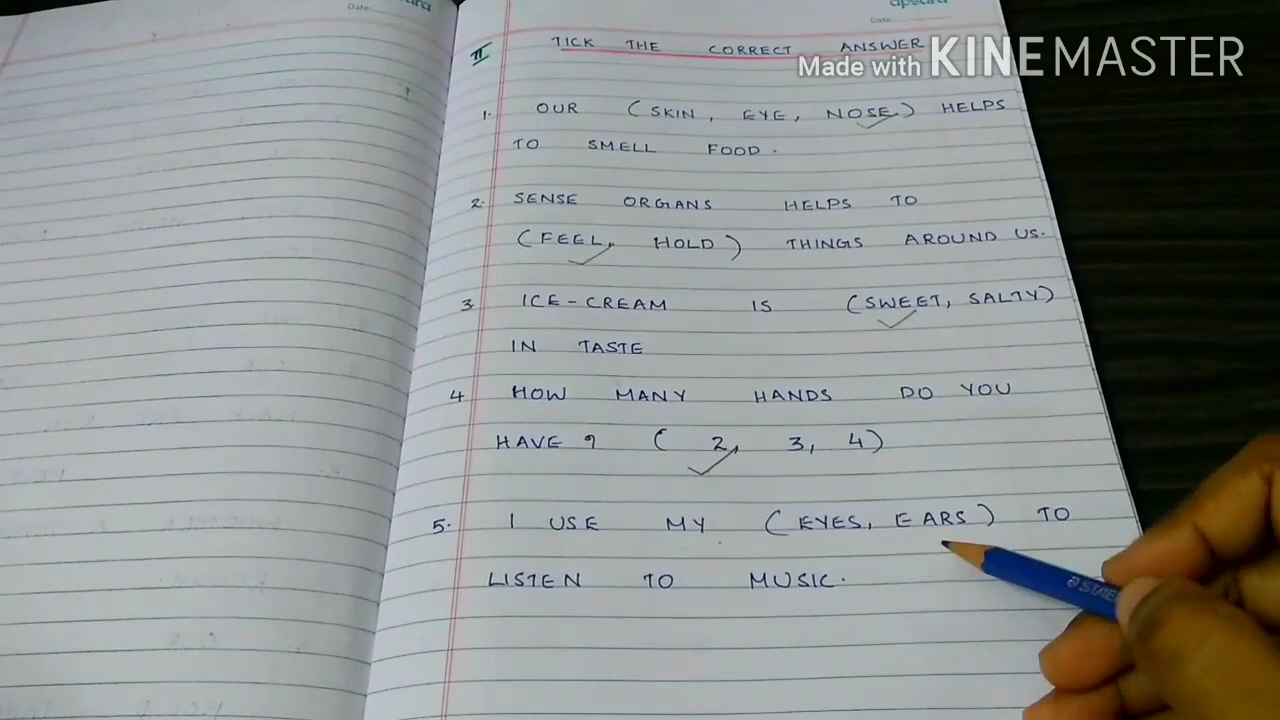 Date
Date
II TICK THE CORRECT ANSWER
Made with KINEMASTER
1. OUR (SKIN, EYE, NOSE) HELPS
TO SMELL FOOD.
2. SENSE ORGANS HELPS TO
(FEEL, HOLD) THINGS AROUND US.
3 ICE-CREAM IS (SWEET, SALTY)
IN TASTE
4 HOW MANY HANDS DO YOU
HAVE ? ( 2, 3, 4)
5. I USE MY (EYES, EARS) TO
LISTEN TO MUSIC.